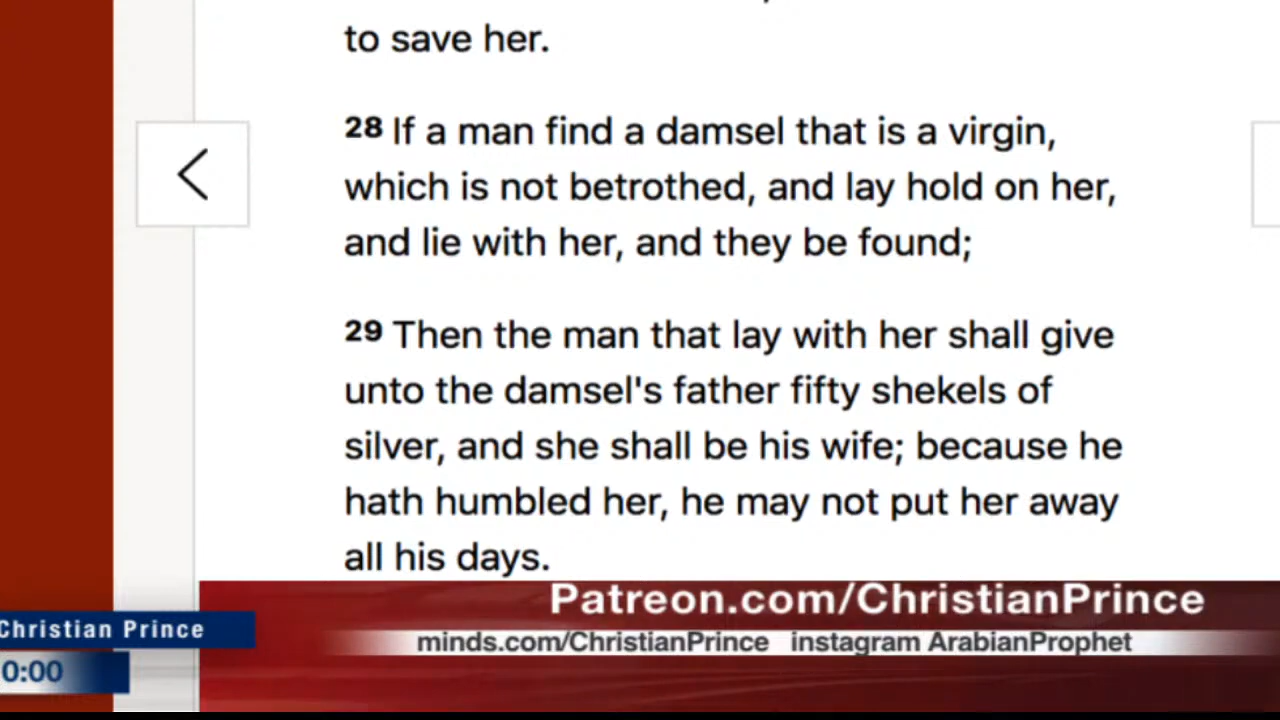 to save her.
28 If a man find a damsel that is a virgin,
which is not betrothed, and lay hold on her,
and lie with her, and they be found;
29 Then the man that lay with her shall give
unto the damsel's father fifty shekels of
silver, and she shall be his wife; because he
hath humbled her, he may not put her away
all his days.
Patreon.com/ChristianPrince
Christian Prince
minds.com/ChristianPrince instagram ArabianProphet
0:00